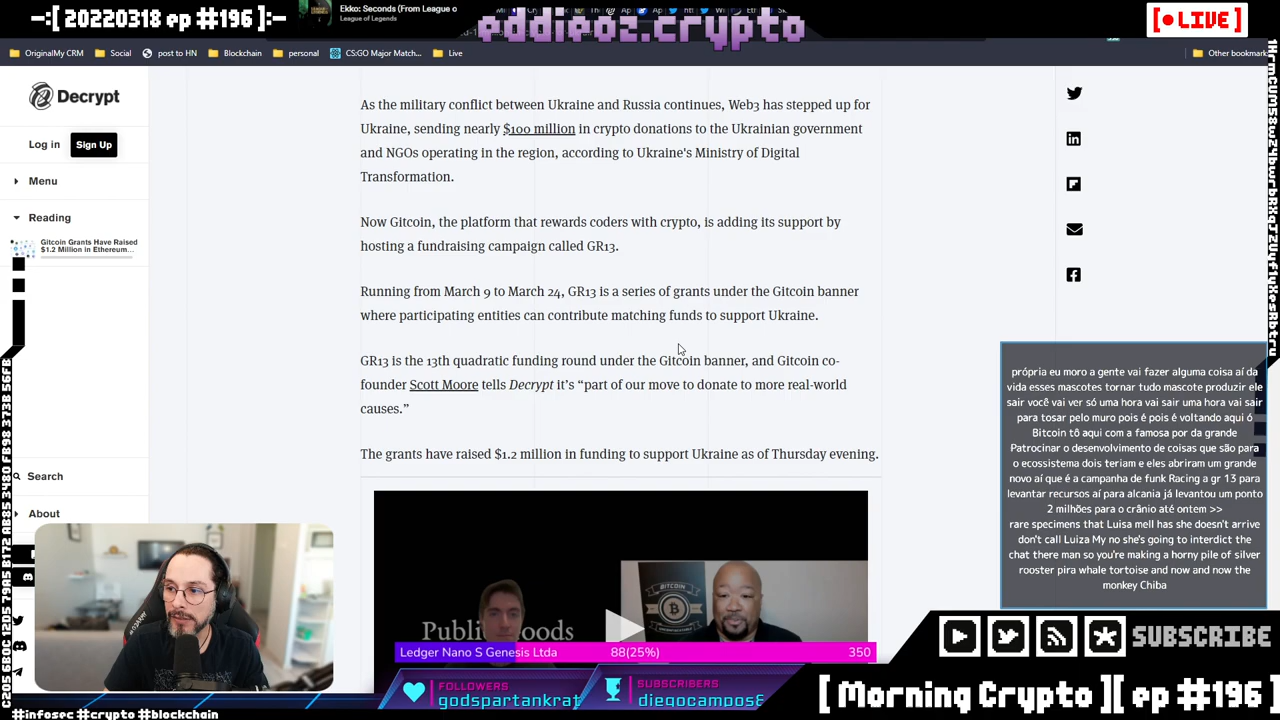 -:[ 20220318 ep #196 ]:-
Ekko: Seconds (From League o
League of Legends
eddieoz.crypto
[ LIVE ]
OriginalMy CRM
Social
post to HN
Blockchain
personal
CS:GO Major Match...
Live
Other bookmark
Decrypt
Log in
Sign Up
Menu
Reading
Gitcoin Grants Have Raised
$1.2 Million in Ethereum...
Search
About
As the military conflict between Ukraine and Russia continues, Web3 has stepped up for
Ukraine, sending nearly $100 million in crypto donations to the Ukrainian government
and NGOs operating in the region, according to Ukraine's Ministry of Digital
Transformation.
Now Gitcoin, the platform that rewards coders with crypto, is adding its support by
hosting a fundraising campaign called GR13.
Running from March 9 to March 24, GR13 is a series of grants under the Gitcoin banner
where participating entities can contribute matching funds to support Ukraine.
GR13 is the 13th quadratic funding round under the Gitcoin banner, and Gitcoin co-
founder Scott Moore tells Decrypt it's “part of our move to donate to more real-world
causes.”
The grants have raised $1.2 million in funding to support Ukraine as of Thursday evening.
própria eu moro a gente vai fazer alguma coisa aí da
vida esses mascotes tornar tudo mascote produzir ele
sair você vai ver só uma hora vai sair uma hora vai sair
para tosar pelo muro pois é pois é voltando aqui ó
Bitcoin tô aqui com a famosa por da grande
Patrocinar o desenvolvimento de coisas que são para
o ecossistema dois teriam e eles abriram um grande
novo aí que é a campanha de funk Racing a gr 13 para
levantar recursos aí para alcania já levantou um ponto
2 milhões para o crânio até ontem >>
rare specimens that Luisa mell has she doesn't arrive
don't call Luiza My no she's going to interdict the
chat there man so you're making a horny pile of silver
rooster pira whale tortoise and now and now the
monkey Chiba
Public Goods
BITCOIN
Ledger Nano S Genesis Ltda
88(25%)
350
FOLLOWERS
godspartankrat
SUBSCRIBERS
diegocampos8
SUBSCRIBE
[ Morning Crypto ][ ep #196 ]
#infosec #crypto #blockchain